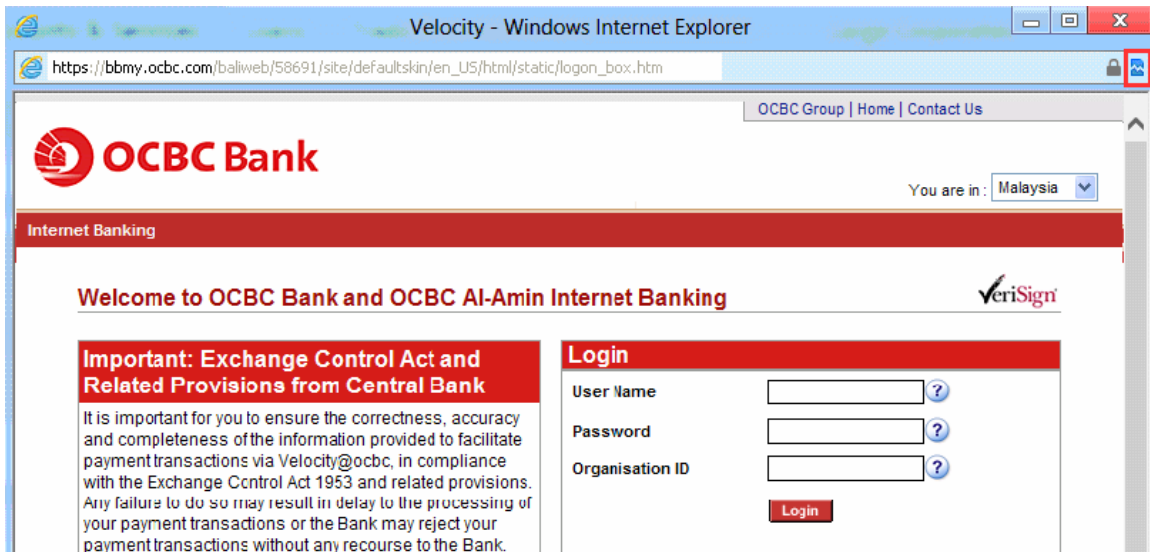 Velocity - Windows Internet Explorer
https://bbmy.ocbc.com/baliweb/58691/site/defaultskin/en_US/html/static/logon_box.htm
OCBC Group | Home | Contact Us
OCBC Bank
You are in : Malaysia
Internet Banking
Welcome to OCBC Bank and OCBC Al-Amin Internet Banking
VeriSign
Important: Exchange Control Act and
Related Provisions from Central Bank
It is important for you to ensure the correctness, accuracy
and completeness of the information provided to facilitate
payment transactions via Velocity@ocbc, in compliance
with the Exchange Control Act 1953 and related provisions.
Any failure to do so may result in delay to the processing of
your payment transactions or the Bank may reject your
payment transactions without any recourse to the Bank.
Login
User Name
?
Password
?
Organisation ID
?
Login